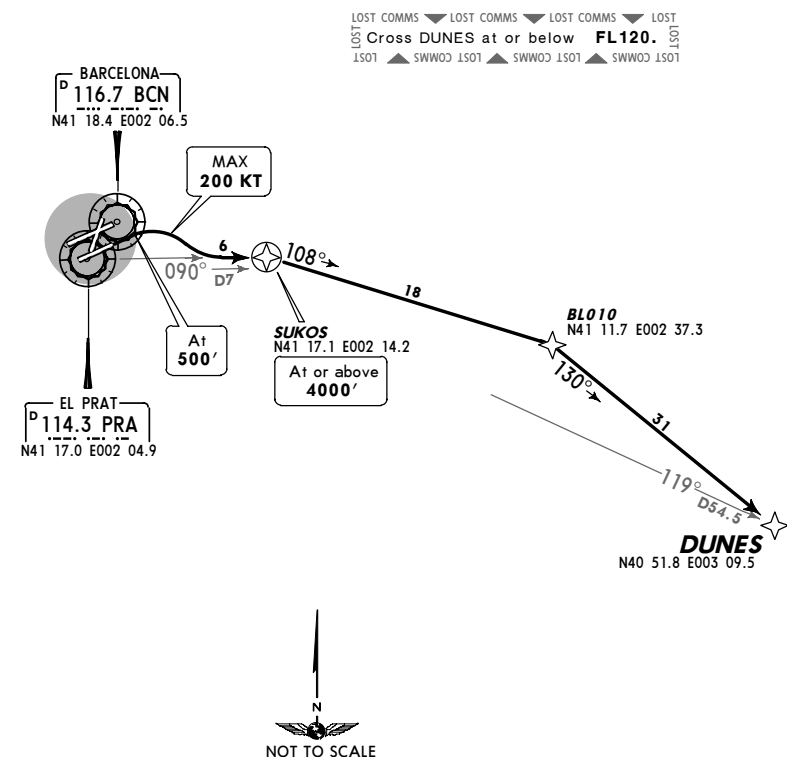 LOST COMMS LOST COMMS LOST COMMS LOST
LOST
Cross DUNES at or below FL120.
LOST
LOST COMMS LOST COMMS LOST COMMS LOST
BARCELONA
D 116.7 BCN
N41 18.4 E002 06.5
MAX
200 KT
6
090°
D7
108°
18
SUKOS
N41 17.1 E002 14.2
At or above
4000'
At
500'
BL010
N41 11.7 E002 37.3
130°
31
EL PRAT
D 114.3 PRA
N41 17.0 E002 04.9
119°
D54.5
DUNES
N40 51.8 E003 09.5
N
NOT TO SCALE